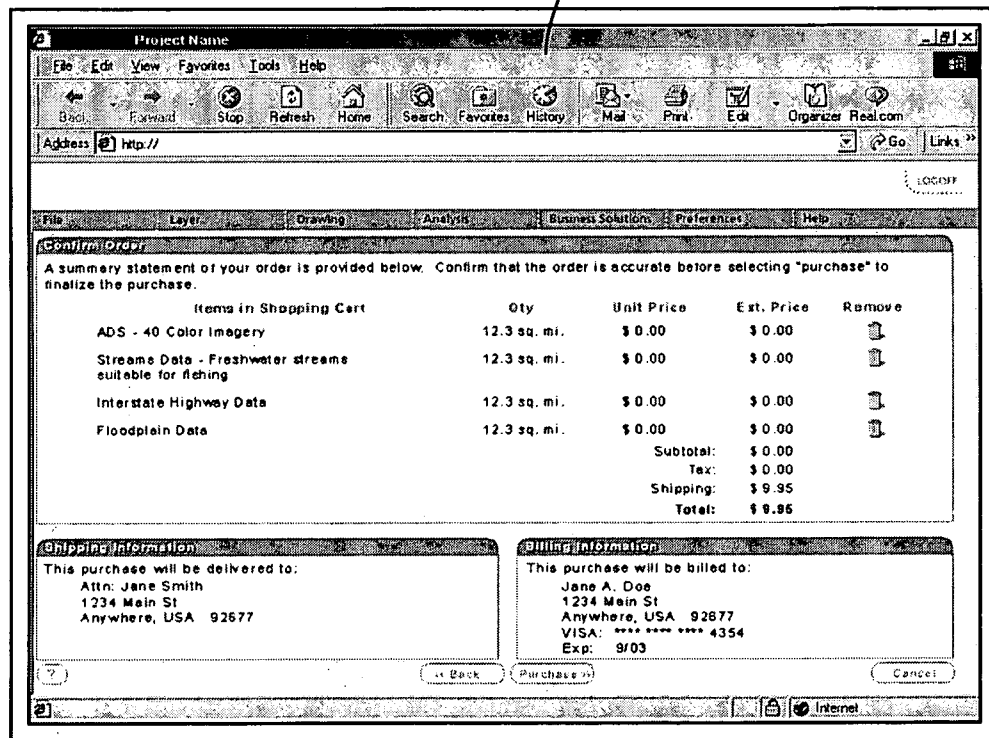 Project Name
File Edit View Favorites Tools Help
Back Forward Stop Refresh Home Search Favorites History Mail Print Edit Organizer Real.com
Address http:// Go Links »
LOGOFF
File Layer Drawing Analysis Business Solutions Preferences Help
Confirm Order
A summary statement of your order is provided below. Confirm that the order is accurate before selecting "purchase" to
finalize the purchase.
Items in Shopping Cart Qty Unit Price Ext. Price Remove
ADS - 40 Color Imagery 12.3 sq. mi. $ 0.00 $ 0.00
Streams Data - Freshwater streams 12.3 sq. mi. $ 0.00 $ 0.00
suitable for fishing
Interstate Highway Data 12.3 sq. mi. $ 0.00 $ 0.00
Floodplain Data 12.3 sq. mi. $ 0.00 $ 0.00
Subtotal: $ 0.00
Tax: $ 0.00
Shipping: $ 9.95
Total: $ 9.95
Shipping Information
This purchase will be delivered to:
Attn: Jane Smith
1234 Main St
Anywhere, USA 92677
Billing Information
This purchase will be billed to:
Jane A. Doe
1234 Main St
Anywhere, USA 92677
VISA: **** **** **** 4354
Exp: 9/03
? << Back Purchase >> Cancel
Internet